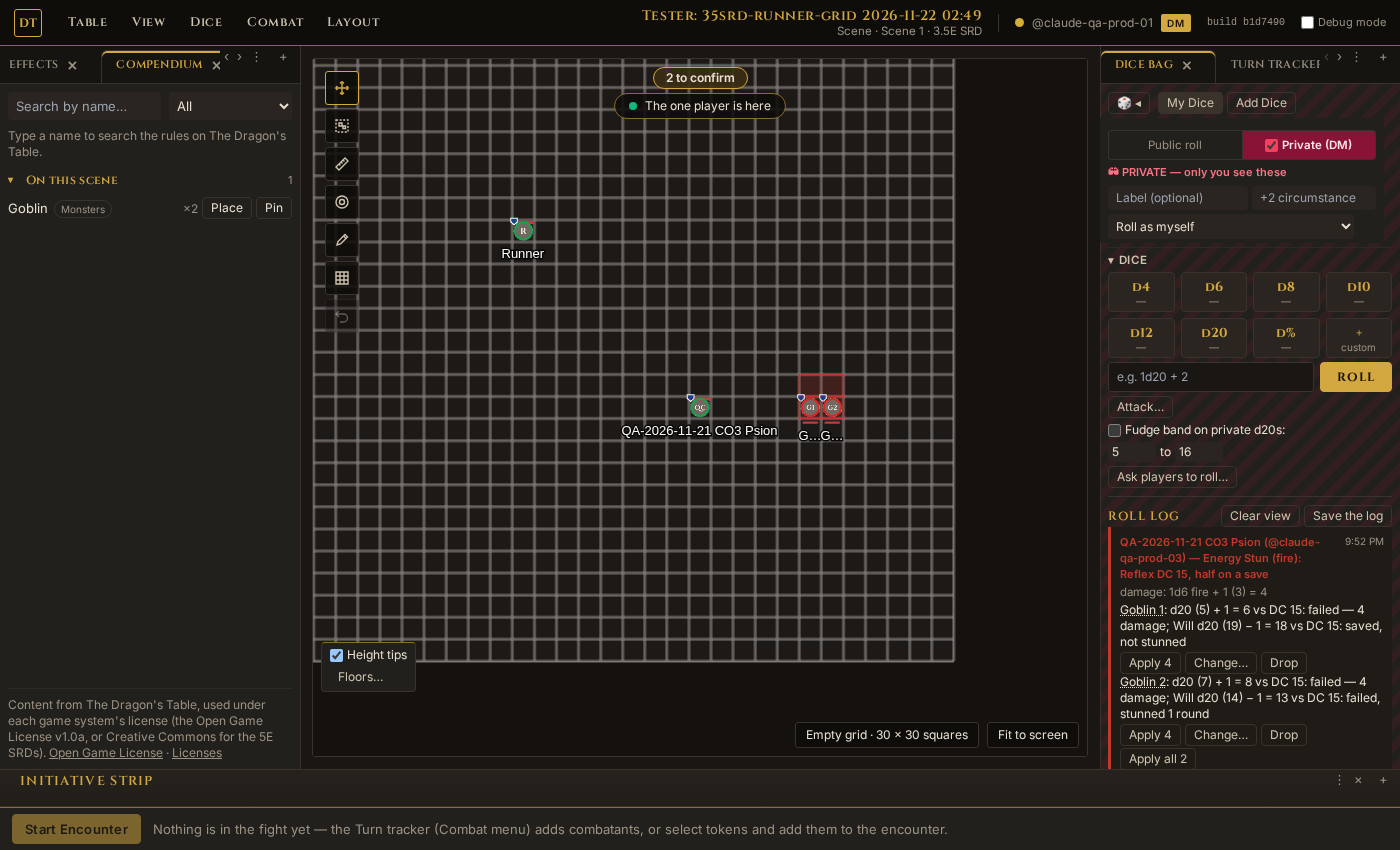 DT
TABLE
VIEW
DICE
COMBAT
LAYOUT
TESTER: 35SRD-RUNNER-GRID 2026-11-22 02:49
Scene · Scene 1 · 3.5E SRD
@claude-qa-prod-01
DM
build b1d7490
Debug mode
EFFECTS
COMPENDIUM
Search by name...
All
Type a name to search the rules on The Dragon's
Table.
ON THIS SCENE
1
Goblin
Monsters
×2
Place
Pin
Content from The Dragon's Table, used under
each game system's license (the Open Game
License v1.0a, or Creative Commons for the 5E
SRDs). Open Game License · Licenses
2 to confirm
The one player is here
R
Runner
QC
QA-2026-11-21 CO3 Psion
G1
G2
G...G...
Height tips
Floors...
Empty grid · 30 × 30 squares
Fit to screen
DICE BAG
TURN TRACKER
My Dice
Add Dice
Public roll
Private (DM)
PRIVATE — only you see these
Label (optional)
+2 circumstance
Roll as myself
DICE
D4
—
D6
—
D8
—
D10
—
D12
—
D20
—
D%
—
+
custom
e.g. 1d20 + 2
ROLL
Attack...
Fudge band on private d20s:
5
to
16
Ask players to roll...
ROLL LOG
Clear view
Save the log
QA-2026-11-21 CO3 Psion (@claude-
qa-prod-03) — Energy Stun (fire):
Reflex DC 15, half on a save
9:52 PM
damage: 1d6 fire + 1 (3) = 4
Goblin 1: d20 (5) + 1 = 6 vs DC 15: failed — 4
damage; Will d20 (19) − 1 = 18 vs DC 15: saved,
not stunned
Apply 4
Change...
Drop
Goblin 2: d20 (7) + 1 = 8 vs DC 15: failed — 4
damage; Will d20 (14) − 1 = 13 vs DC 15: failed,
stunned 1 round
Apply 4
Change...
Drop
Apply all 2
INITIATIVE STRIP
Start Encounter
Nothing is in the fight yet — the Turn tracker (Combat menu) adds combatants, or select tokens and add them to the encounter.